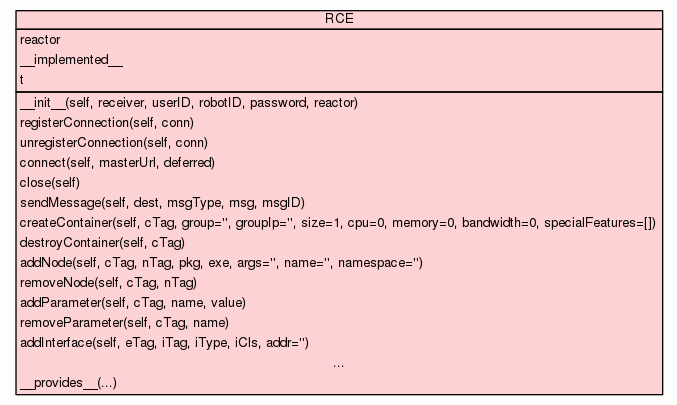 RCE
reactor
__implemented__
t
__init__(self, receiver, userID, robotID, password, reactor)
registerConnection(self, conn)
unregisterConnection(self, conn)
connect(self, masterUrl, deferred)
close(self)
sendMessage(self, dest, msgType, msg, msgID)
createContainer(self, cTag, group='', groupIp='', size=1, cpu=0, memory=0, bandwidth=0, specialFeatures=[])
destroyContainer(self, cTag)
addNode(self, cTag, nTag, pkg, exe, args='', name='', namespace='')
removeNode(self, cTag, nTag)
addParameter(self, cTag, name, value)
removeParameter(self, cTag, name)
addInterface(self, eTag, iTag, iType, iCls, addr='')
...
__provides__(...)